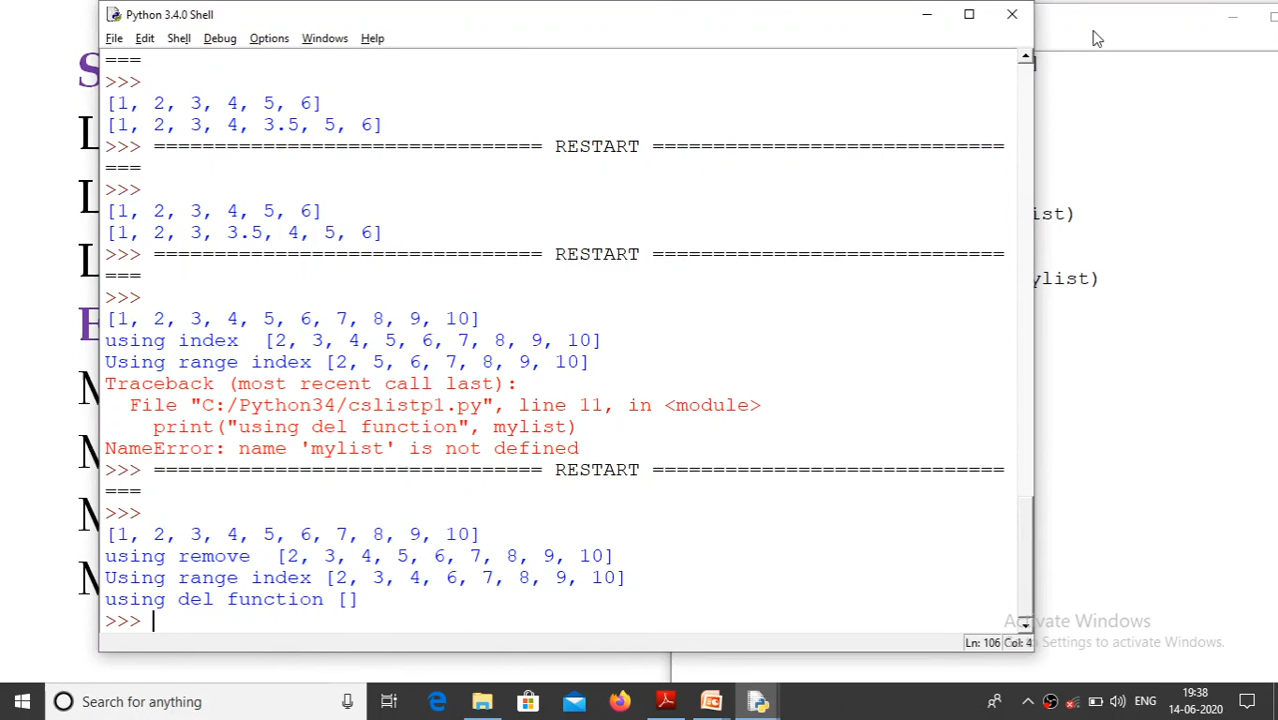 Python 3.4.0 Shell
File Edit Shell Debug Options Windows Help
===
>>>
[1, 2, 3, 4, 5, 6]
[1, 2, 3, 4, 3.5, 5, 6]
>>> ================================ RESTART =============================
===
>>>
[1, 2, 3, 4, 5, 6]
[1, 2, 3, 3.5, 4, 5, 6]
>>> ================================ RESTART =============================
===
>>>
[1, 2, 3, 4, 5, 6, 7, 8, 9, 10]
using index  [2, 3, 4, 5, 6, 7, 8, 9, 10]
Using range index [2, 5, 6, 7, 8, 9, 10]
Traceback (most recent call last):
  File "C:/Python34/cslistp1.py", line 11, in <module>
    print("using del function", mylist)
NameError: name 'mylist' is not defined
>>> ================================ RESTART =============================
===
>>>
[1, 2, 3, 4, 5, 6, 7, 8, 9, 10]
using remove  [2, 3, 4, 5, 6, 7, 8, 9, 10]
Using range index [2, 3, 4, 6, 7, 8, 9, 10]
using del function []
>>>
Ln: 106 Col: 4
S
L
L
L
E
M
M
M
M
ist)
ylist)
Activate Windows
Settings to activate Windows.
Search for anything
ENG
19:38
14-06-2020